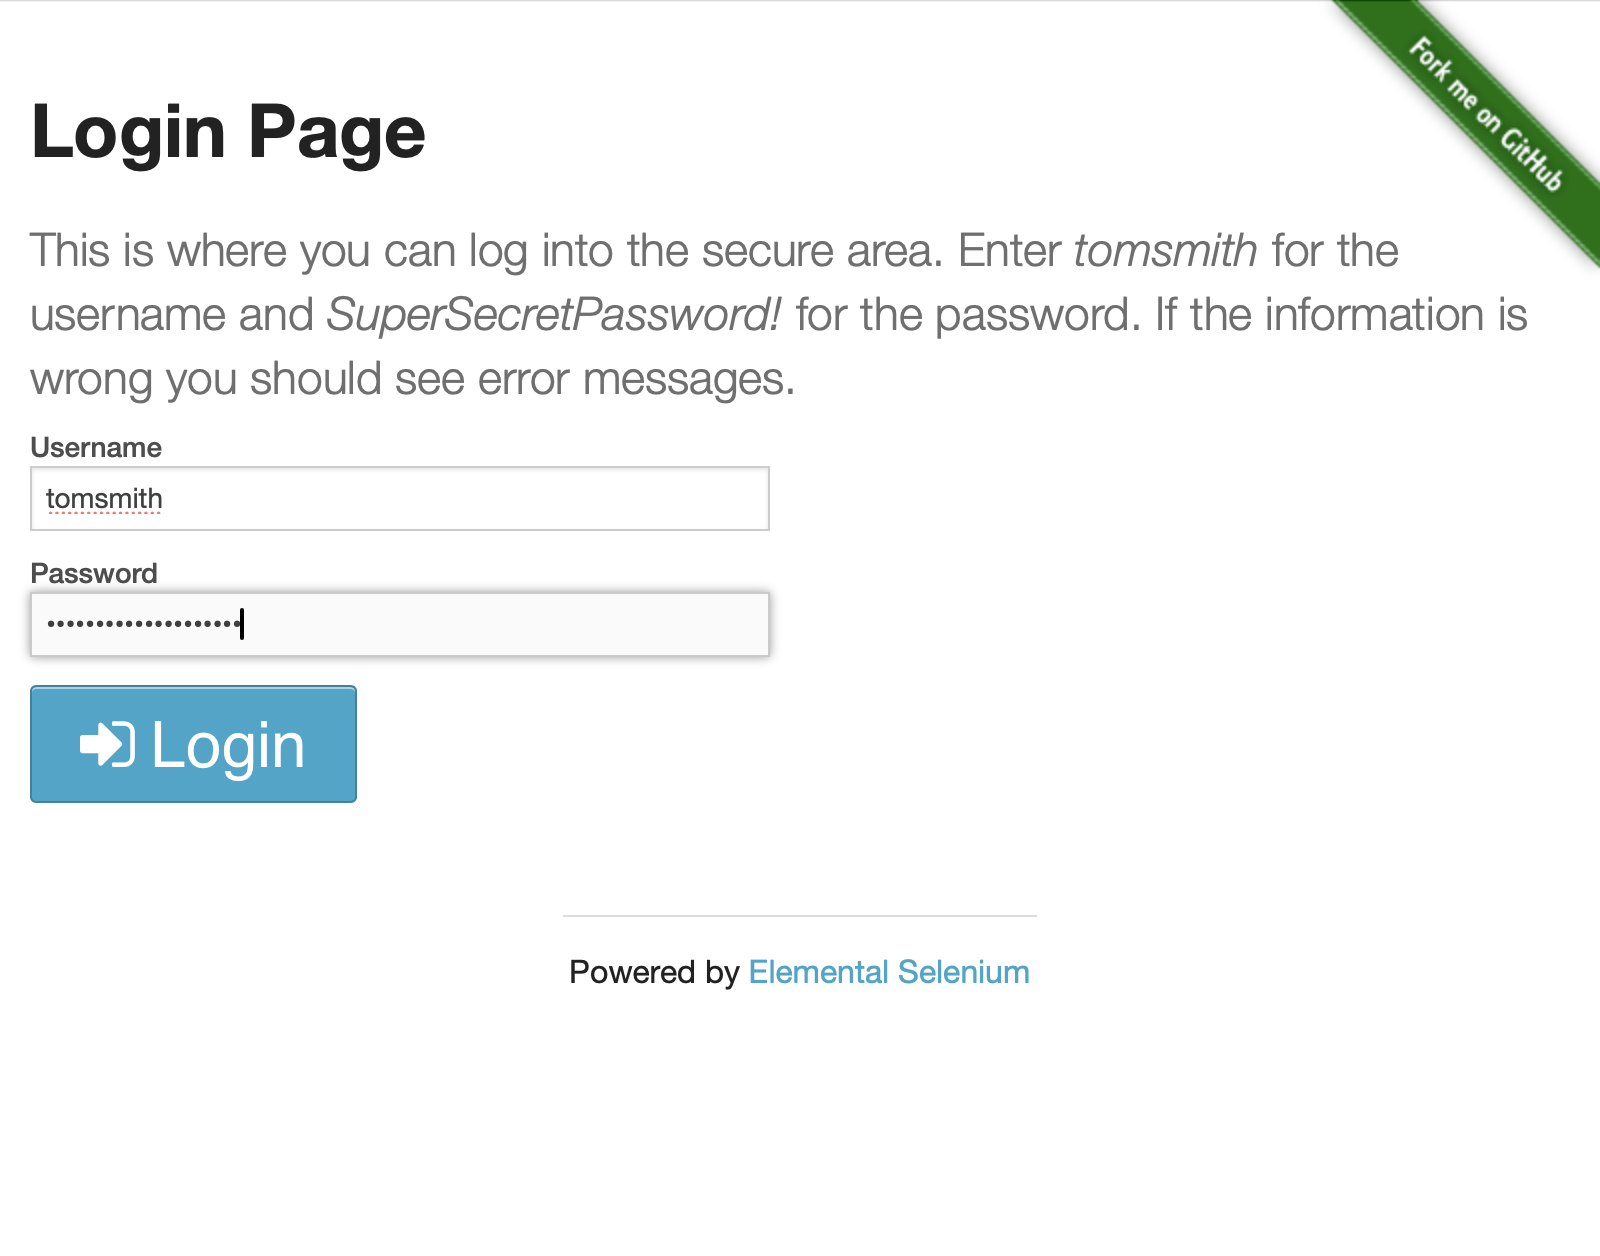 Fork me on GitHub
Login Page
This is where you can log into the secure area. Enter tomsmith for the
username and SuperSecretPassword! for the password. If the information is
wrong you should see error messages.
Username
tomsmith
Password
••••••••••••••••••••
Login
Powered by Elemental Selenium